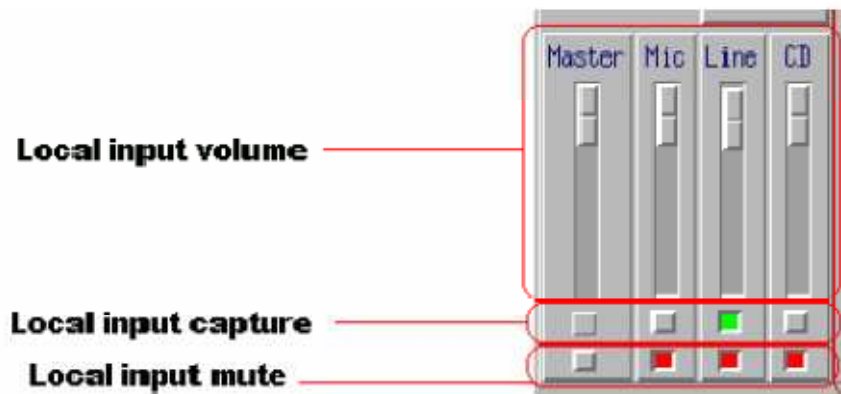 Master Mic Line CD
Local input volume
Local input capture
Local input mute